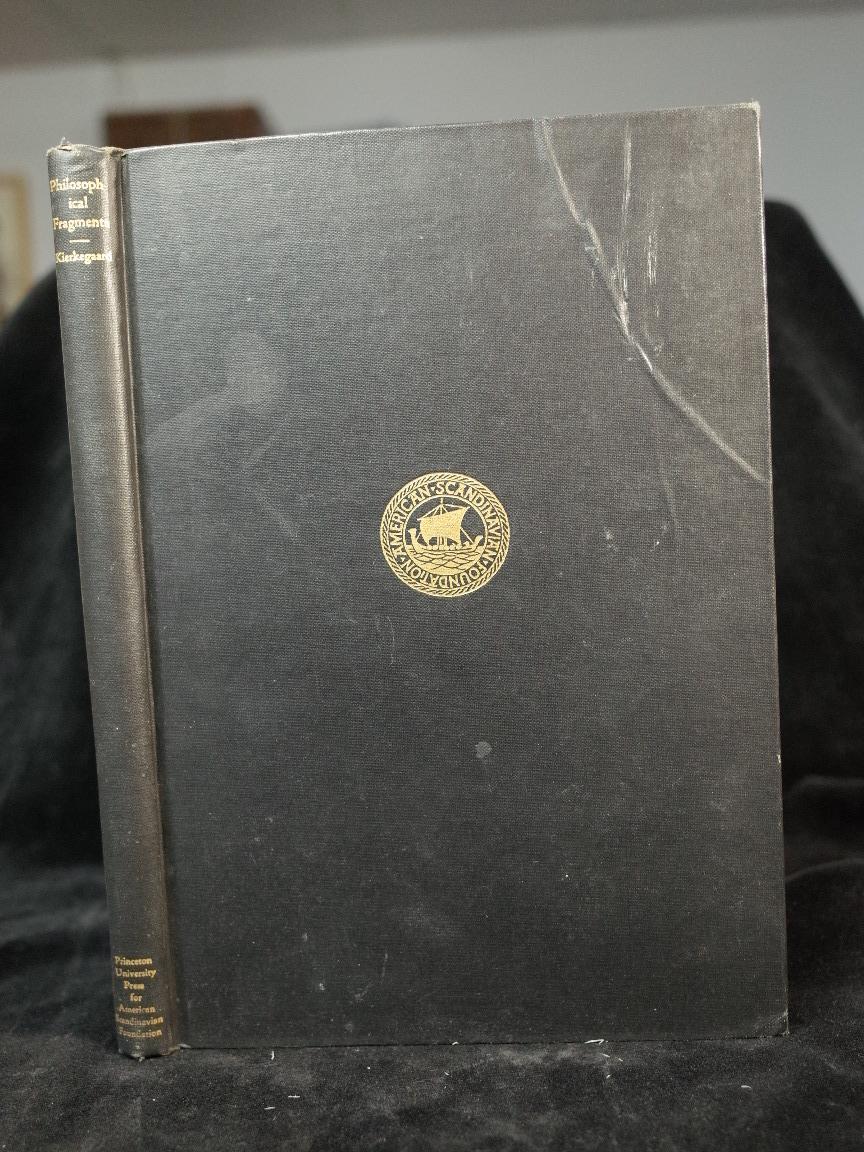 Philosoph-
ical
Fragments
Kierkegaard
AMERICAN·SCANDINAVIAN·FOUNDATION·
Princeton
University
Press
for
American
Scandinavian
Foundation